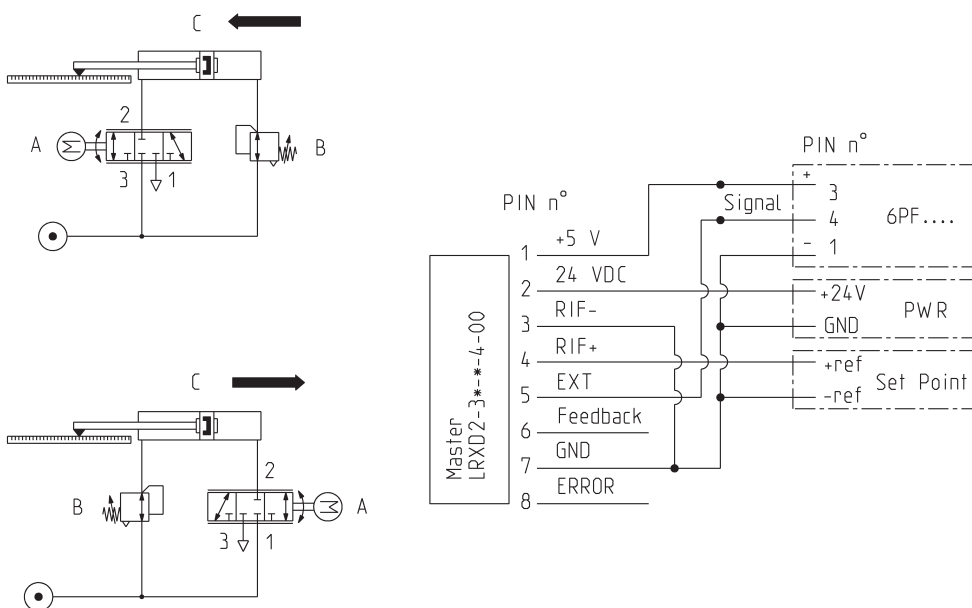 C
2
A
M
B
3
1
C
2
B
M
A
3
1
PIN n°
PIN n°
Master
LRXD2-3*-*-4-00
1 +5 V
2 24 VDC
3 RIF-
4 RIF+
5 EXT
6 Feedback
7 GND
8 ERROR
Signal
+ 3
4
- 1
6PF....
+24V
GND
PWR
+ref
-ref
Set Point